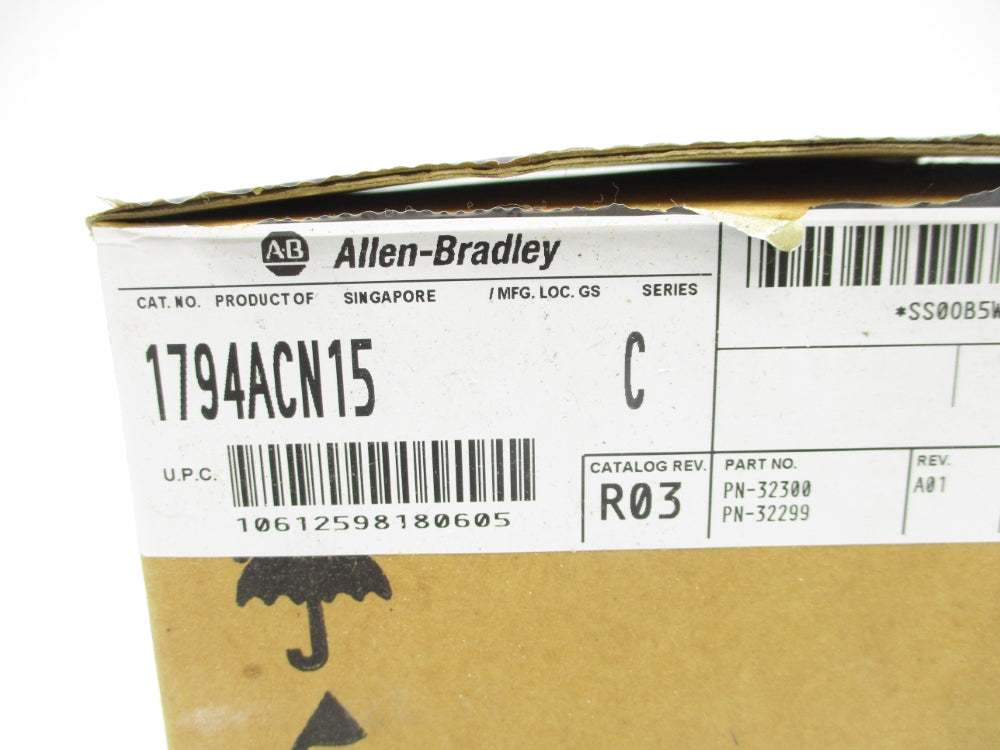 A-B Allen-Bradley
CAT. NO. PRODUCT OF SINGAPORE / MFG. LOC. GS SERIES
1794ACN15 C
U.P.C.
10612598180605
CATALOG REV.
R03
*SS00B5W
PART NO.
PN-32300
PN-32299
REV.
A01